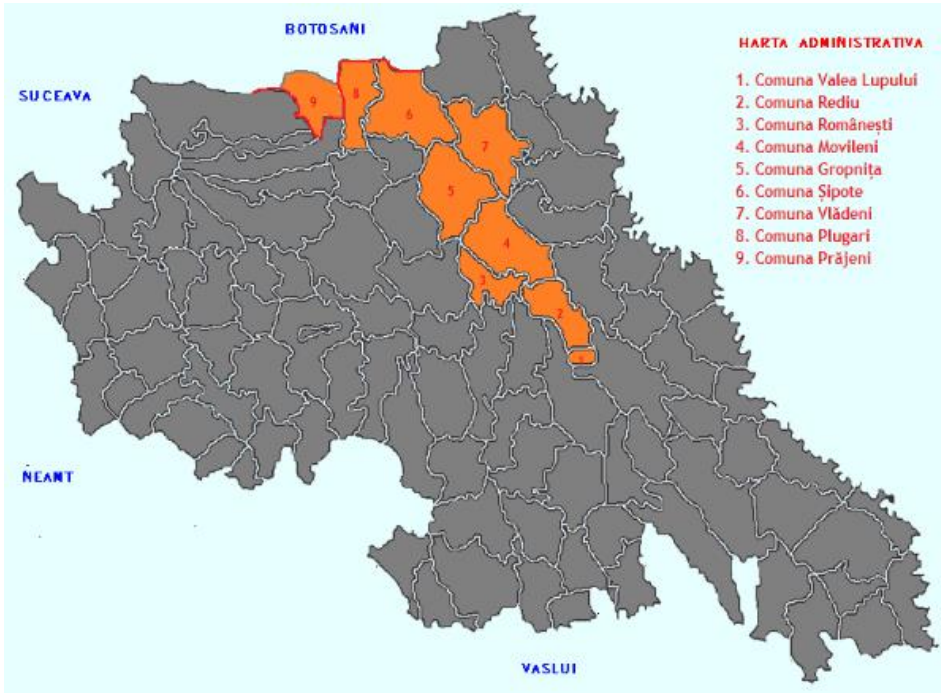 BOTOSANI
HARTA ADMINISTRATIVA
SUCEAVA
1. Comuna Valea Lupului
2. Comuna Rediu
3. Comuna Românești
4. Comuna Movileni
5. Comuna Gropnița
6. Comuna Șipote
7. Comuna Vlădeni
8. Comuna Plugari
9. Comuna Prăjeni
9
8
6
7
5
4
3
2
1
NEAMT
VASLUI